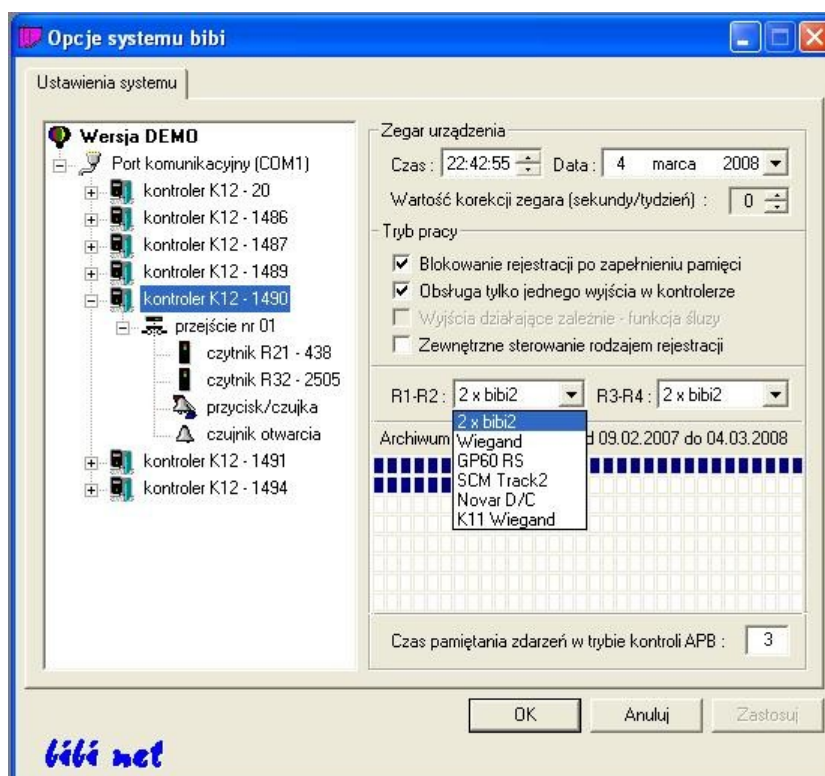 Opcje systemu bibi
Ustawienia systemu
Wersja DEMO
Port komunikacyjny (COM1)
kontroler K12 - 20
kontroler K12 - 1486
kontroler K12 - 1487
kontroler K12 - 1489
kontroler K12 - 1490
przejście nr 01
czytnik R21 - 438
czytnik R32 - 2505
przycisk/czujka
czujnik otwarcia
kontroler K12 - 1491
kontroler K12 - 1494
Zegar urządzenia
Czas : 22:42:55 Data : 4 marca 2008
Wartość korekcji zegara (sekundy/tydzień) : 0
Tryb pracy
Blokowanie rejestracji po zapełnieniu pamięci
Obsługa tylko jednego wyjścia w kontrolerze
Wyjścia działające zależnie - funkcja śluzy
Zewnętrzne sterowanie rodzajem rejestracji
R1-R2 : 2 x bibi2 R3-R4 : 2 x bibi2
2 x bibi2
Wiegand
GP60 RS
SCM Track2
Novar D/C
K11 Wiegand
Archiwum d 09.02.2007 do 04.03.2008
Czas pamiętania zdarzeń w trybie kontroli APB : 3
OK Anuluj Zastosuj
bibi net